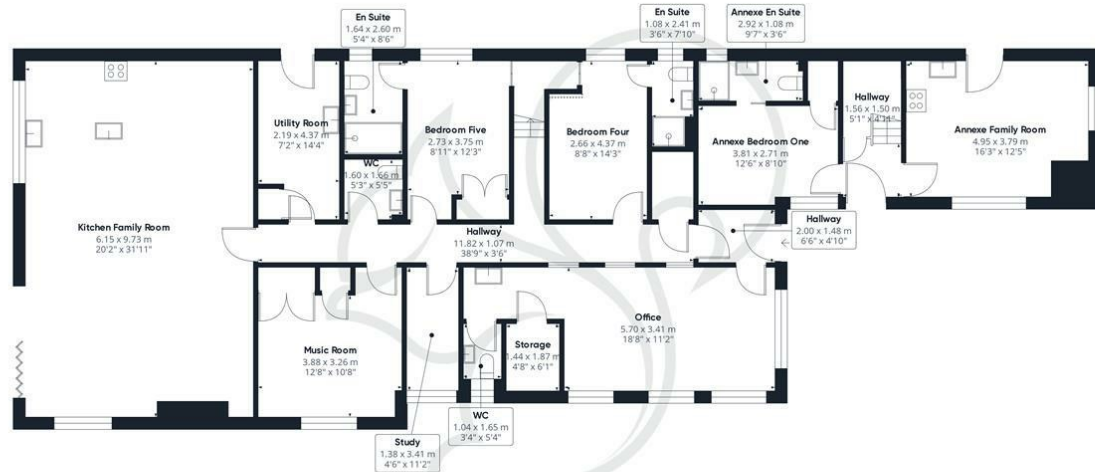 En Suite
1.64 x 2.60 m
5'4" x 8'6"
En Suite
1.08 x 2.41 m
3'6" x 7'10"
Annexe En Suite
2.92 x 1.08 m
9'7" x 3'6"
Utility Room
2.19 x 4.37 m
7'2" x 14'4"
Bedroom Five
2.73 x 3.75 m
8'11" x 12'3"
Bedroom Four
2.66 x 4.37 m
8'8" x 14'3"
Annexe Bedroom One
3.81 x 2.71 m
12'6" x 8'10"
Hallway
1.56 x 1.50 m
5'1" x 4'11"
Annexe Family Room
4.95 x 3.79 m
16'3" x 12'5"
WC
1.60 x 1.66 m
5'3" x 5'5"
Kitchen Family Room
6.15 x 9.73 m
20'2" x 31'11"
Hallway
11.82 x 1.07 m
38'9" x 3'6"
Hallway
2.00 x 1.48 m
6'6" x 4'10"
Music Room
3.88 x 3.26 m
12'8" x 10'8"
Storage
1.44 x 1.87 m
4'8" x 6'1"
Office
5.70 x 3.41 m
18'8" x 11'2"
WC
1.04 x 1.65 m
3'4" x 5'4"
Study
1.38 x 3.41 m
4'6" x 11'2"